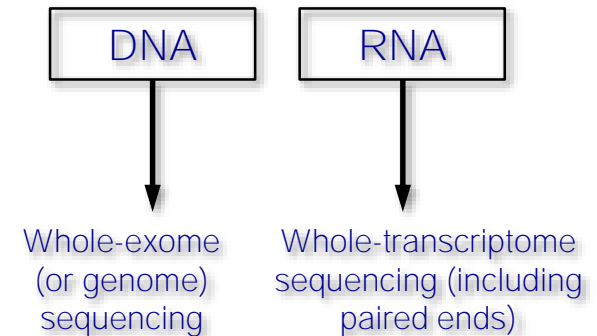 DNA
RNA
Whole-exome
(or genome)
sequencing
Whole-transcriptome
sequencing (including
paired ends)